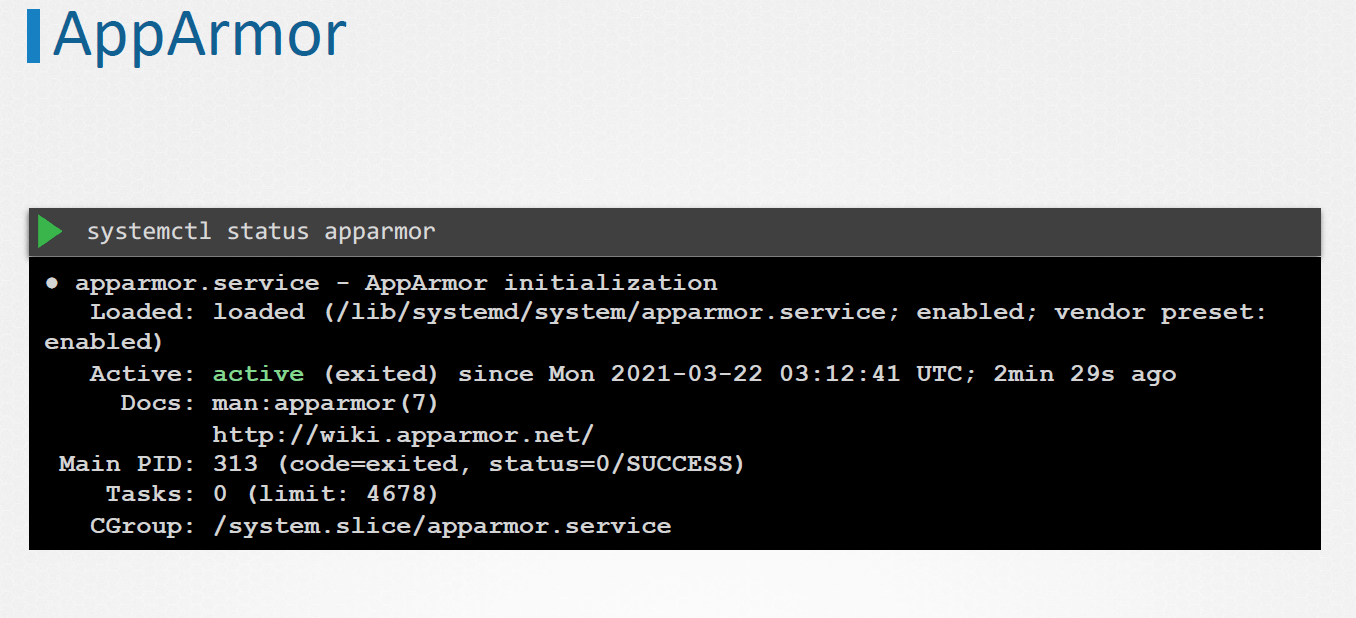 AppArmor
systemctl status apparmor
● apparmor.service - AppArmor initialization
Loaded: loaded (/lib/systemd/system/apparmor.service; enabled; vendor preset:
enabled)
Active: active (exited) since Mon 2021-03-22 03:12:41 UTC; 2min 29s ago
Docs: man:apparmor(7)
http://wiki.apparmor.net/
Main PID: 313 (code=exited, status=0/SUCCESS)
Tasks: 0 (limit: 4678)
CGroup: /system.slice/apparmor.service